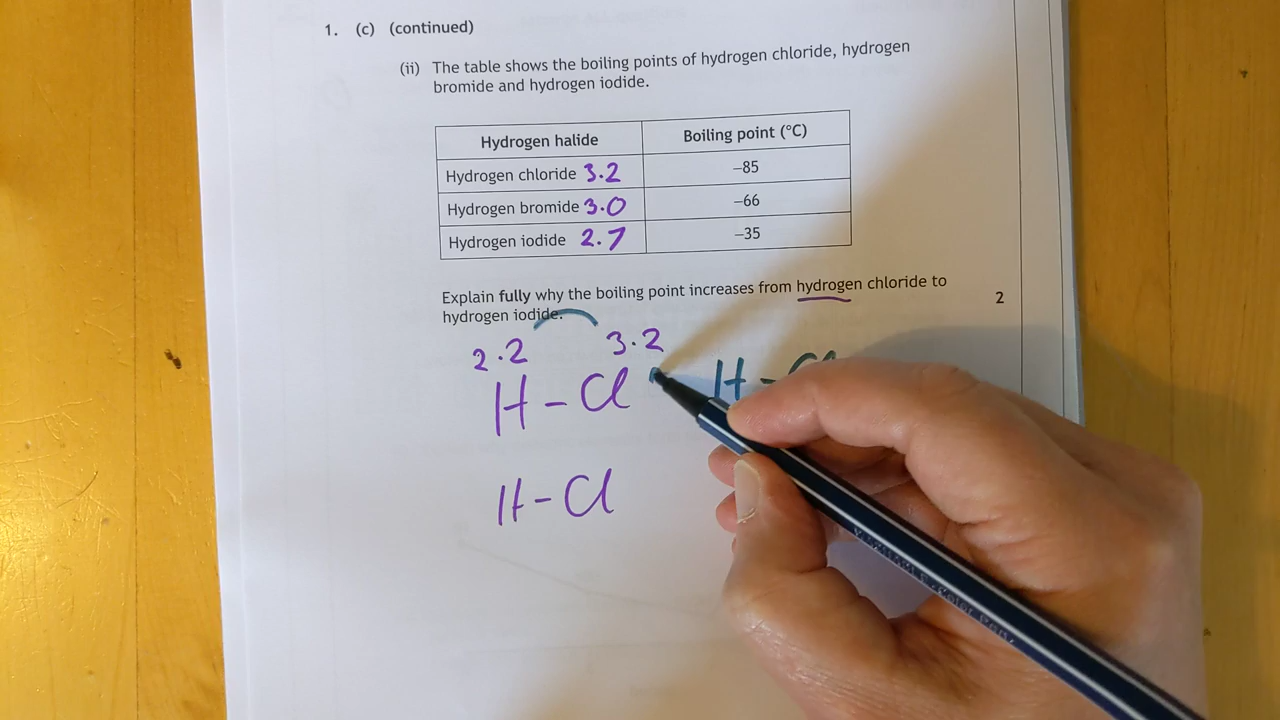 1. (c) (continued)
(ii) The table shows the boiling points of hydrogen chloride, hydrogen
bromide and hydrogen iodide.
Hydrogen halide Boiling point (°C)
Hydrogen chloride 3.2 –85
Hydrogen bromide 3.0 –66
Hydrogen iodide 2.7 –35
Explain fully why the boiling point increases from hydrogen chloride to
hydrogen iodide. 2
2.2 3.2
H–Cl H–Cl
H–Cl